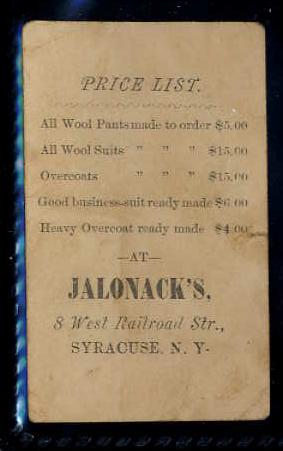 PRICE LIST.
All Wool Pants made to order $5.00
All Wool Suits " " " $15.00
Overcoats " " " $15.00
Good business-suit ready made $6 00
Heavy Overcoat ready made $4 00
—AT—
JALONACK'S,
8 West Railroad Str.,
SYRACUSE, N. Y-